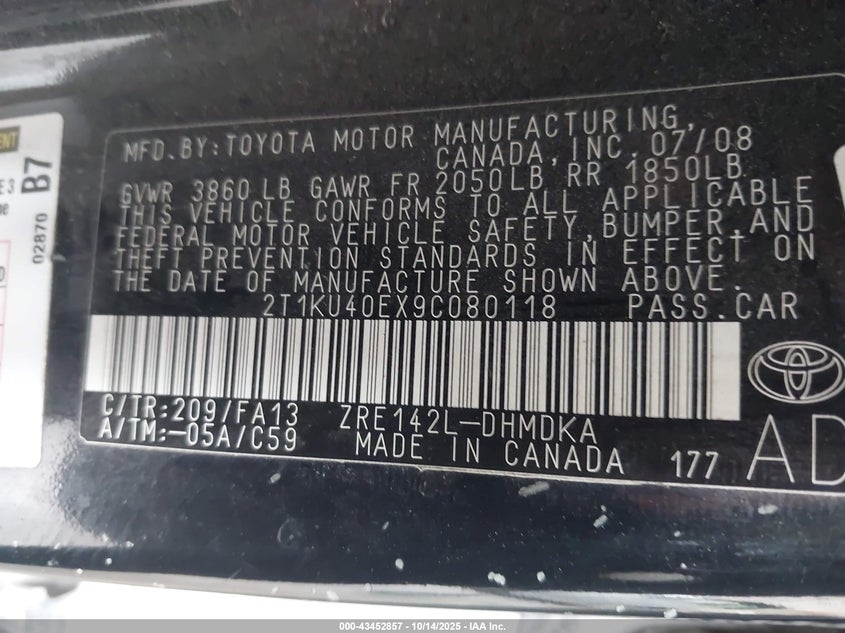 MFD.BY:TOYOTA MOTOR MANUFACTURING,
CANADA,INC. 07/08
GVWR 3860 LB GAWR FR 2050LB RR 1850LB
THIS VEHICLE CONFORMS TO ALL APPLICABLE
FEDERAL MOTOR VEHICLE SAFETY,BUMPER,AND
THEFT PREVENTION STANDARDS IN EFFECT ON
THE DATE OF MANUFACTURE SHOWN ABOVE.
2T1KU40EX9C080118 PASS.CAR
C/TR:209/FA13 ZRE142L-DHMDKA
A/TM:-05A/C59 MADE IN CANADA 177
AD
02870 B7
000-43452857 - 10/14/2025 - IAA Inc.